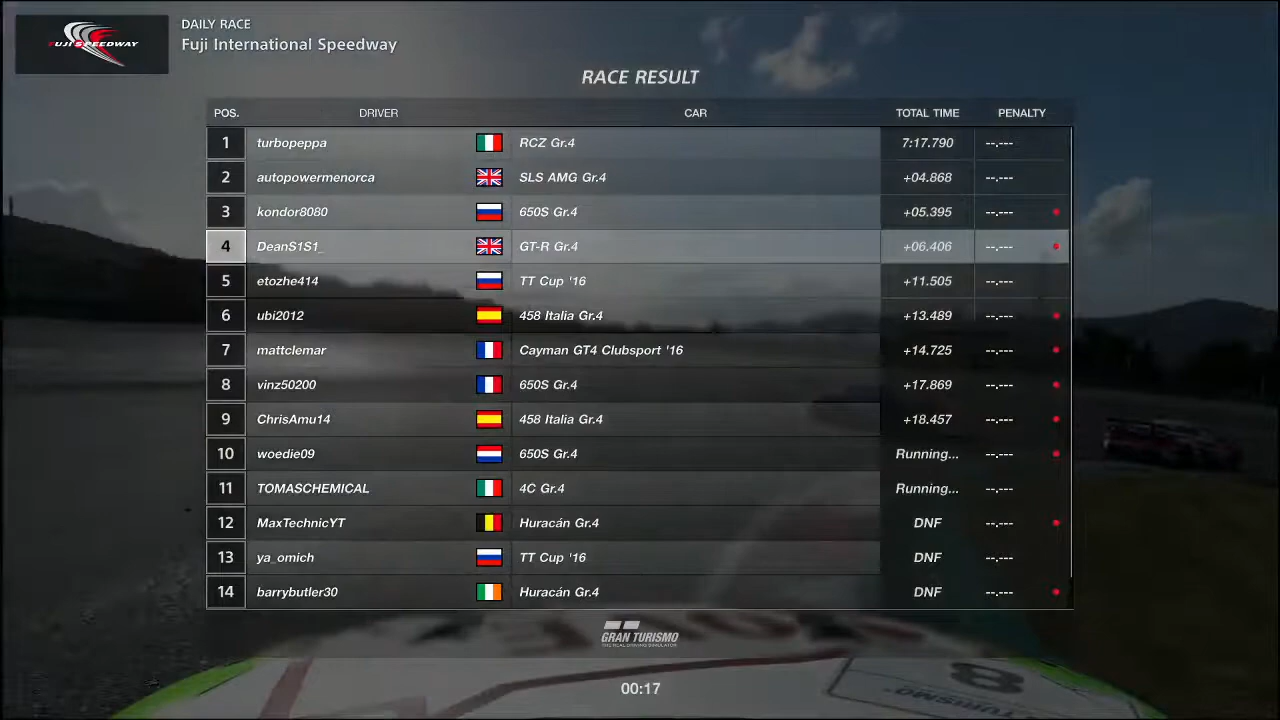 FUJI SPEEDWAY
DAILY RACE
Fuji International Speedway
RACE RESULT
POS. DRIVER CAR TOTAL TIME PENALTY
1 turbopeppa RCZ Gr.4 7:17.790 --.---
2 autopowermenorca SLS AMG Gr.4 +04.868 --.---
3 kondor8080 650S Gr.4 +05.395 --.---
4 DeanS1S1_ GT-R Gr.4 +06.406 --.---
5 etozhe414 TT Cup '16 +11.505 --.---
6 ubi2012 458 Italia Gr.4 +13.489 --.---
7 mattclemar Cayman GT4 Clubsport '16 +14.725 --.---
8 vinz50200 650S Gr.4 +17.869 --.---
9 ChrisAmu14 458 Italia Gr.4 +18.457 --.---
10 woedie09 650S Gr.4 Running... --.---
11 TOMASCHEMICAL 4C Gr.4 Running... --.---
12 MaxTechnicYT Huracán Gr.4 DNF --.---
13 ya_omich TT Cup '16 DNF --.---
14 barrybutler30 Huracán Gr.4 DNF --.---
GRAN TURISMO
THE REAL DRIVING SIMULATOR
00:17
8